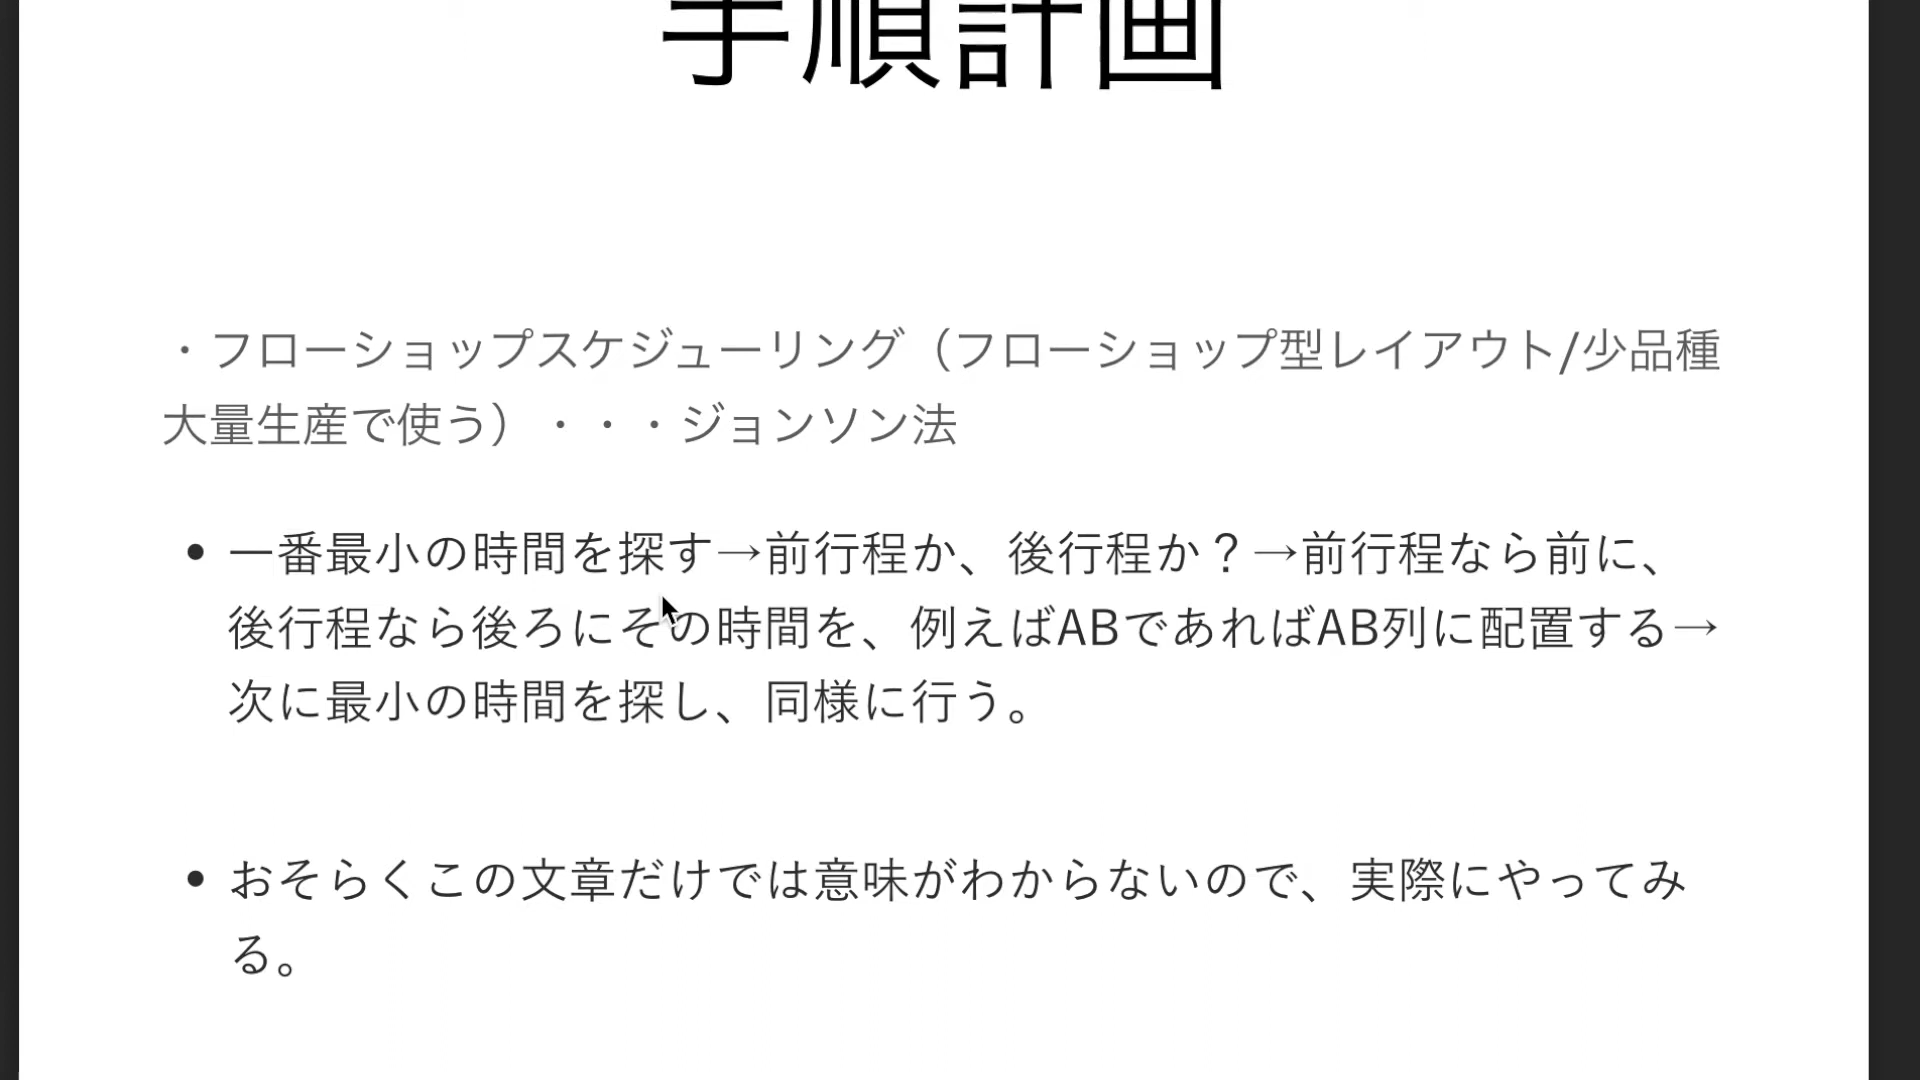 手順計画
・フローショップスケジューリング（フローショップ型レイアウト/少品種
大量生産で使う）・・・ジョンソン法
• 一番最小の時間を探す→前行程か、後行程か？→前行程なら前に、
後行程なら後ろにその時間を、例えばABであればAB列に配置する→
次に最小の時間を探し、同様に行う。
• おそらくこの文章だけでは意味がわからないので、実際にやってみ
る。